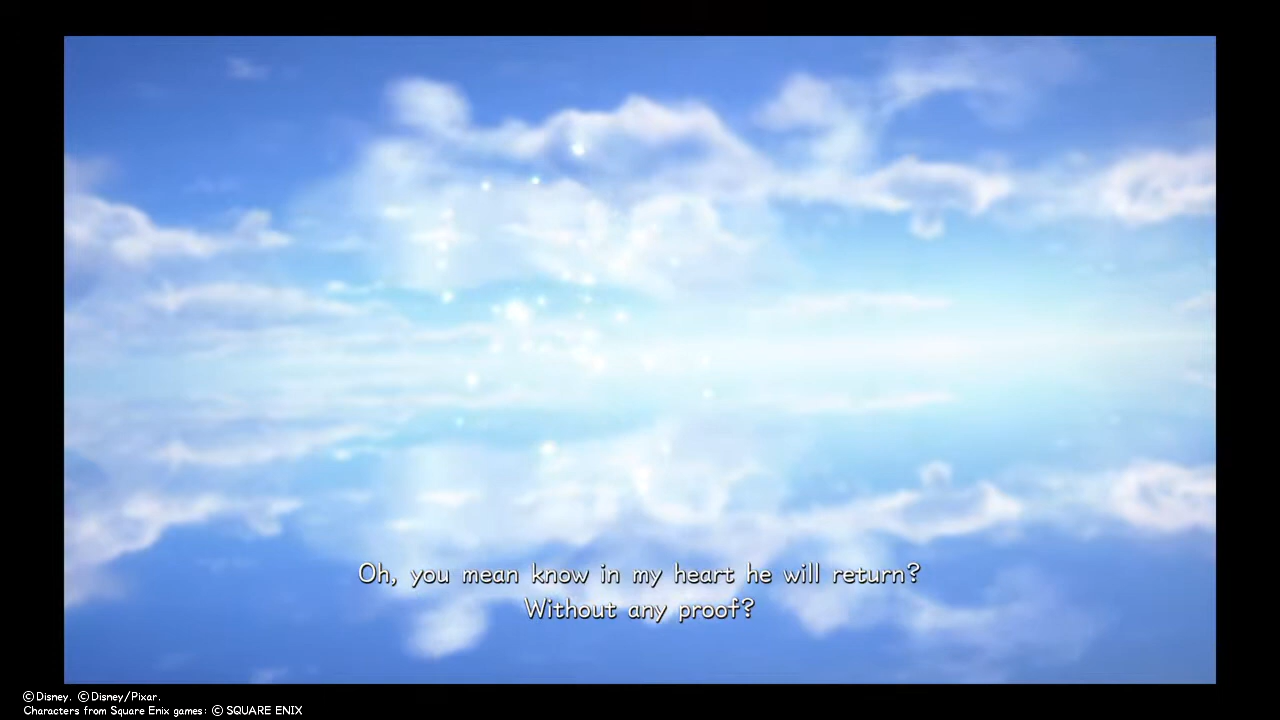 Oh, you mean know in my heart he will return?
Without any proof?
©Disney. ©Disney/Pixar.
Characters from Square Enix games: © SQUARE ENIX